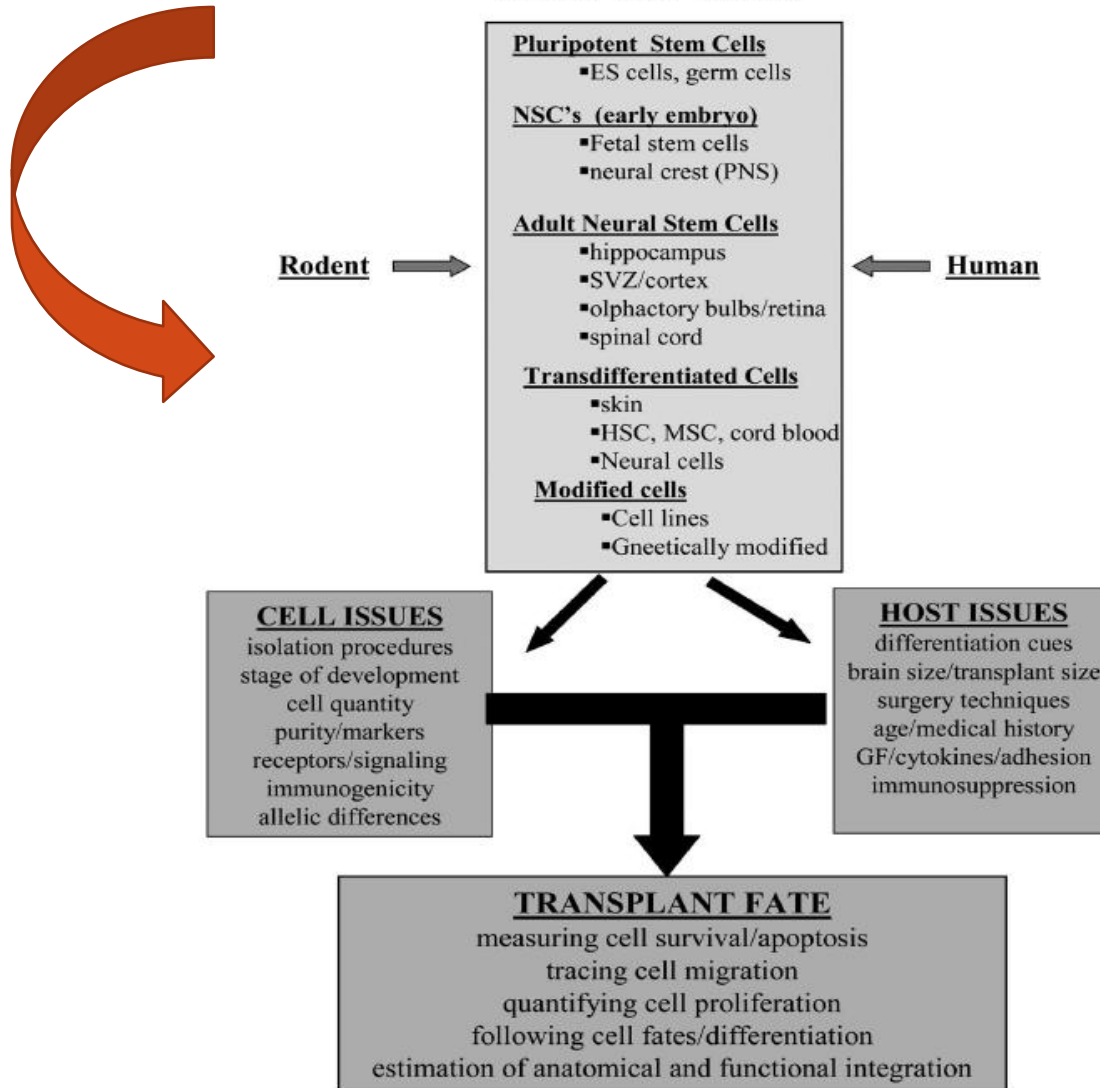 Pluripotent Stem Cells
▪ES cells, germ cells
NSC's (early embryo)
▪Fetal stem cells
▪neural crest (PNS)
Adult Neural Stem Cells
▪hippocampus
▪SVZ/cortex
▪olphactory bulbs/retina
▪spinal cord
Rodent
Human
Transdifferentiated Cells
▪skin
▪HSC, MSC, cord blood
▪Neural cells
Modified cells
▪Cell lines
▪Gneetically modified
CELL ISSUES
isolation procedures
stage of development
cell quantity
purity/markers
receptors/signaling
immunogenicity
allelic differences
HOST ISSUES
differentiation cues
brain size/transplant size
surgery techniques
age/medical history
GF/cytokines/adhesion
immunosuppression
TRANSPLANT FATE
measuring cell survival/apoptosis
tracing cell migration
quantifying cell proliferation
following cell fates/differentiation
estimation of anatomical and functional integration